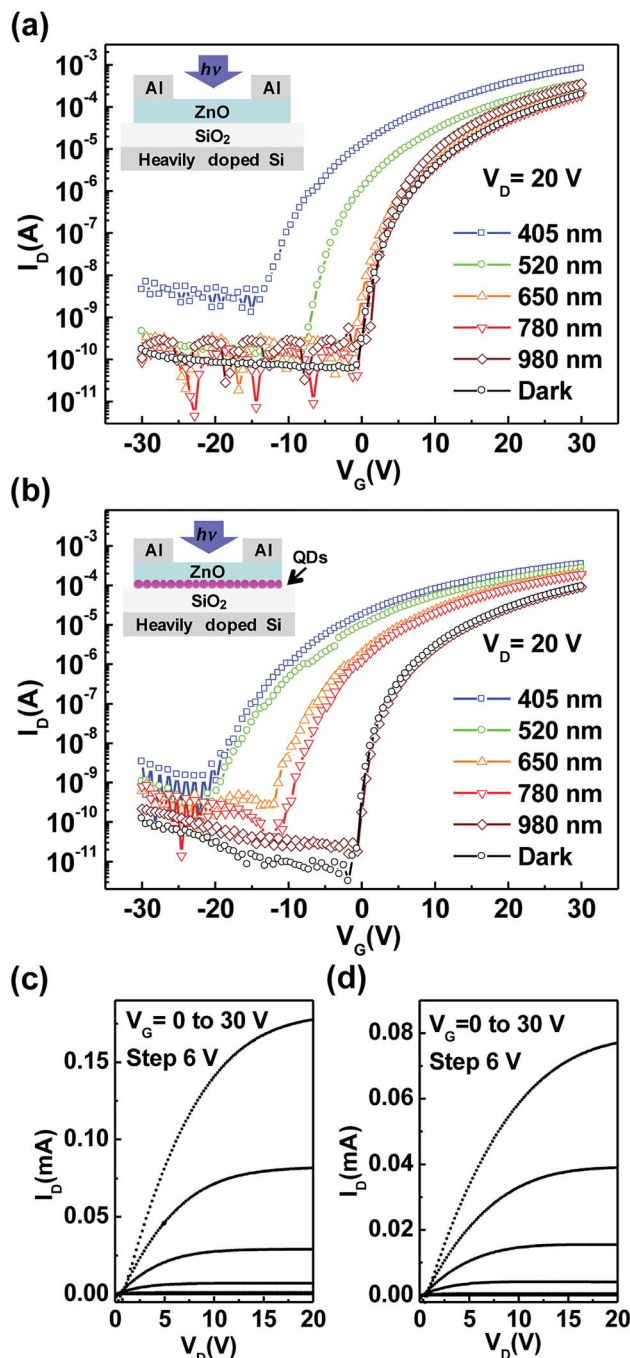 (a)
hν
Al Al
ZnO
SiO2
Heavily doped Si
VD= 20 V
405 nm
520 nm
650 nm
780 nm
980 nm
Dark
10-3
10-4
10-5
10-6
10-7
10-8
10-9
10-10
10-11
ID(A)
-30 -20 -10 0 10 20 30
VG(V)
(b)
hν
Al Al
QDs
ZnO
SiO2
Heavily doped Si
VD= 20 V
405 nm
520 nm
650 nm
780 nm
980 nm
Dark
10-3
10-4
10-5
10-6
10-7
10-8
10-9
10-10
10-11
ID(A)
-30 -20 -10 0 10 20 30
VG(V)
(c)
VG= 0 to 30 V
Step 6 V
0.15
0.10
0.05
0.00
ID(mA)
0 5 10 15 20
VD(V)
(d)
VG=0 to 30 V
Step 6 V
0.08
0.06
0.04
0.02
0.00
ID(mA)
0 5 10 15 20
VD(V)